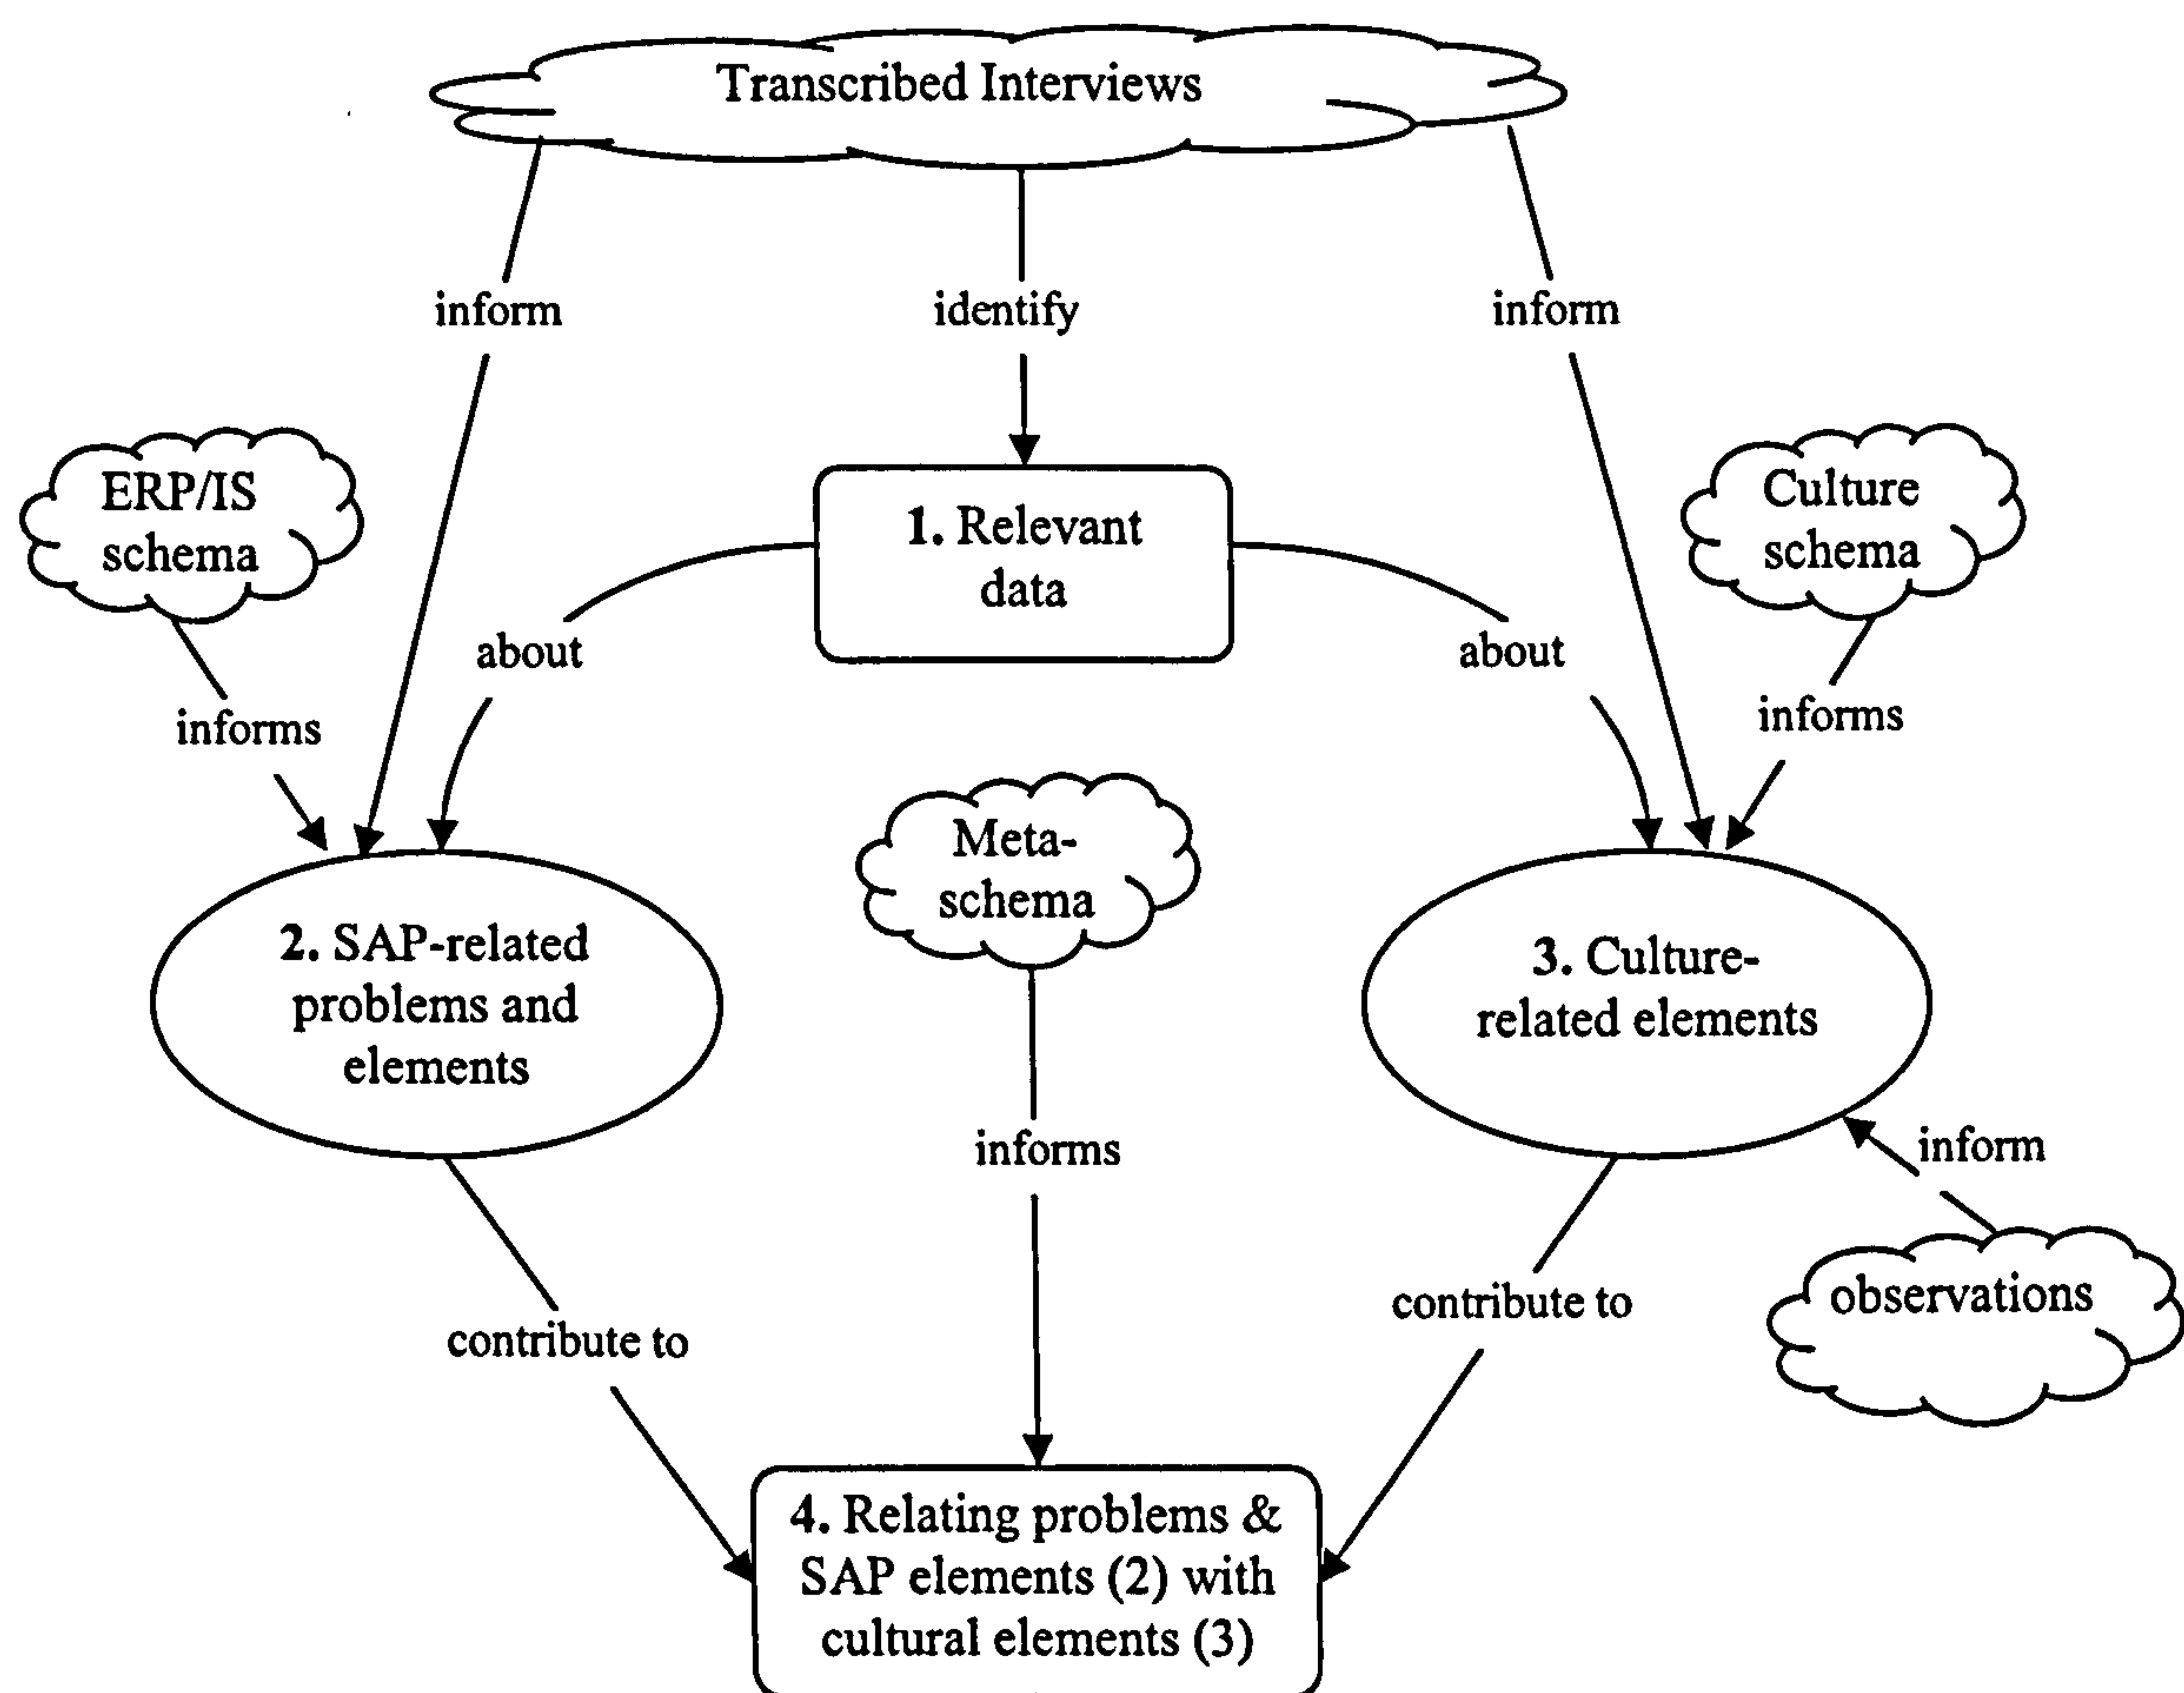 Transcribed Interviews
inform
identify
inform
ERP/IS
schema
1. Relevant
data
Culture
schema
about
about
informs
informs
Meta-
schema
2. SAP-related
problems and
elements
3. Culture-
related elements
informs
inform
observations
contribute to
contribute to
4. Relating problems &
SAP elements (2) with
cultural elements (3)